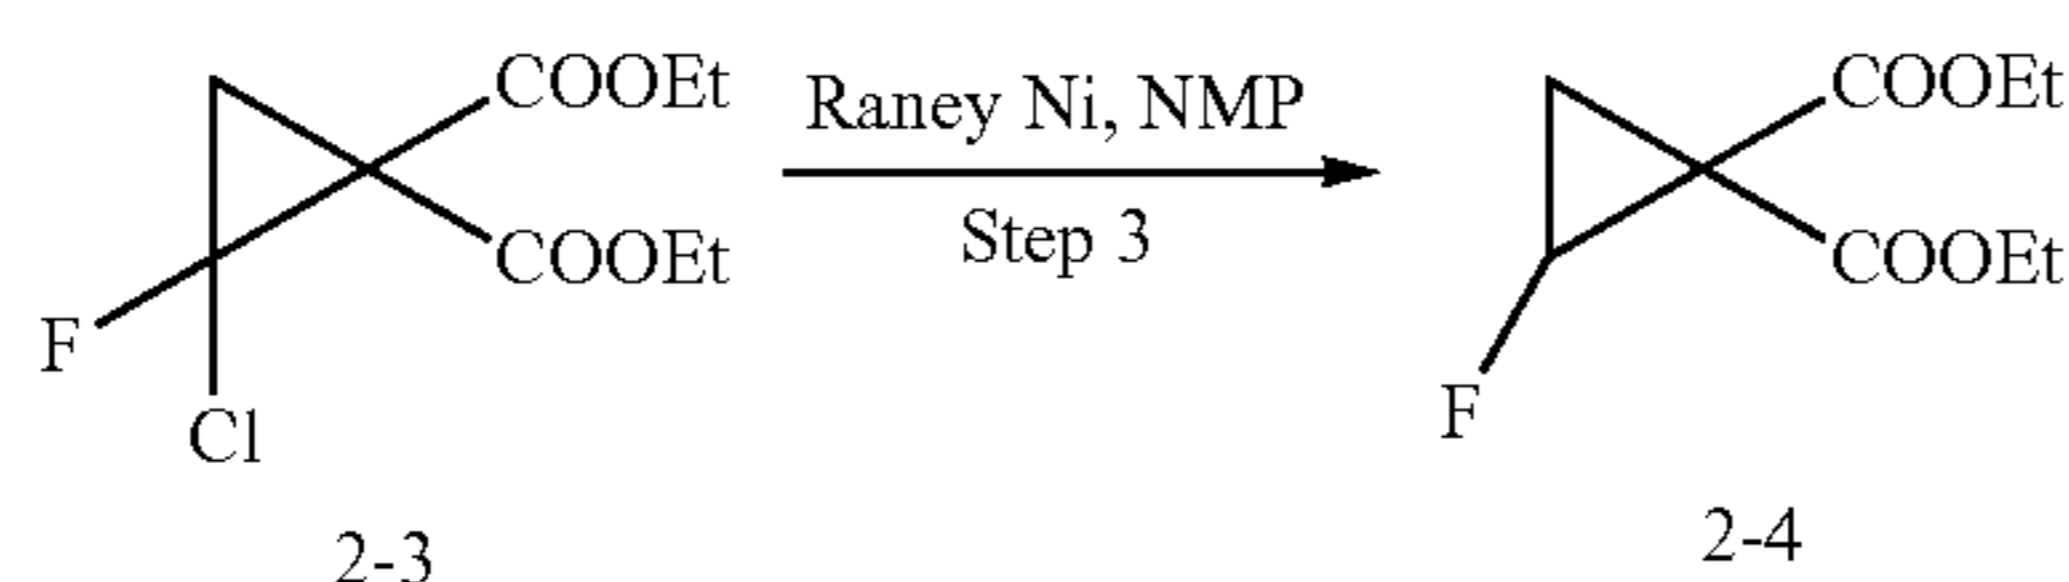 COOEt
COOEt
F
Cl
2-3
Raney Ni, NMP
Step 3
COOEt
COOEt
F
2-4